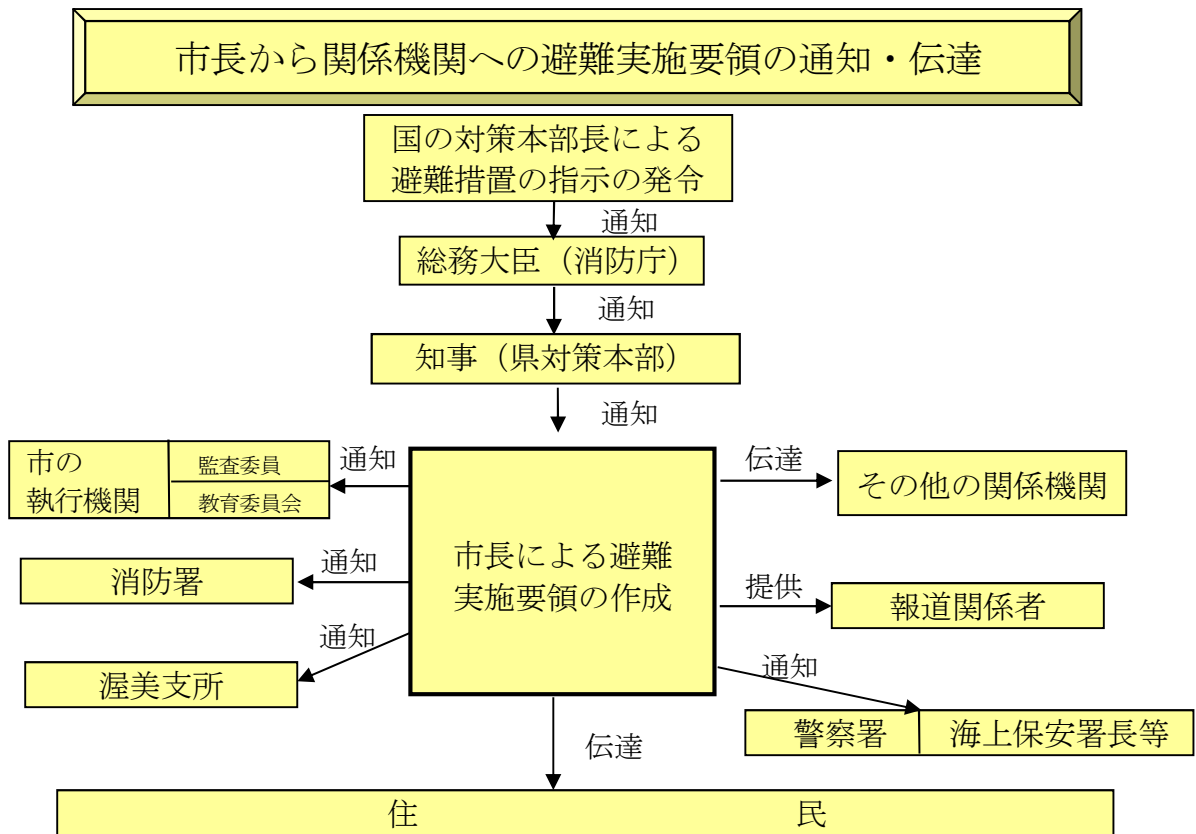 市長から関係機関への避難実施要領の通知・伝達
国の対策本部長による
避難措置の指示の発令
通知
総務大臣（消防庁）
通知
知事（県対策本部）
通知
市の
執行機関
監査委員
教育委員会
通知
伝達
その他の関係機関
市長による避難
実施要領の作成
消防署
通知
提供
報道関係者
渥美支所
通知
通知
警察署
海上保安署長等
伝達
住民